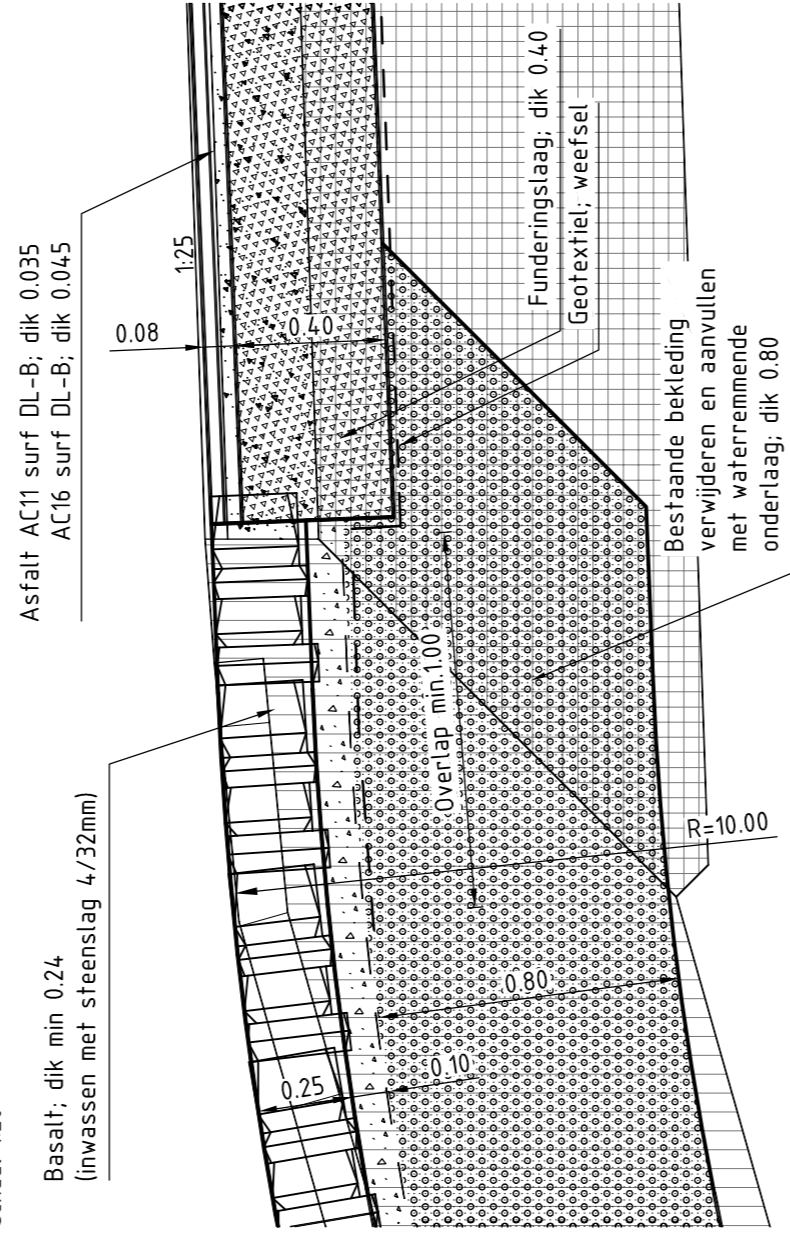 Asfalt AC11 surf DL-B; dik 0.035
AC16 surf DL-B; dik 0.045
Basalt; dik min 0.24
(inwassen met steenslag 4/32mm)
1:25
0.08
0.40
Funderingslaag; dik 0.40
Geotextiel; weefsel
Bestaande bekleding
verwijderen en aanvullen
met waterremmende
onderlaag; dik 0.80
Overlap min.1.00
R=10.00
0.80
0.25
0.10